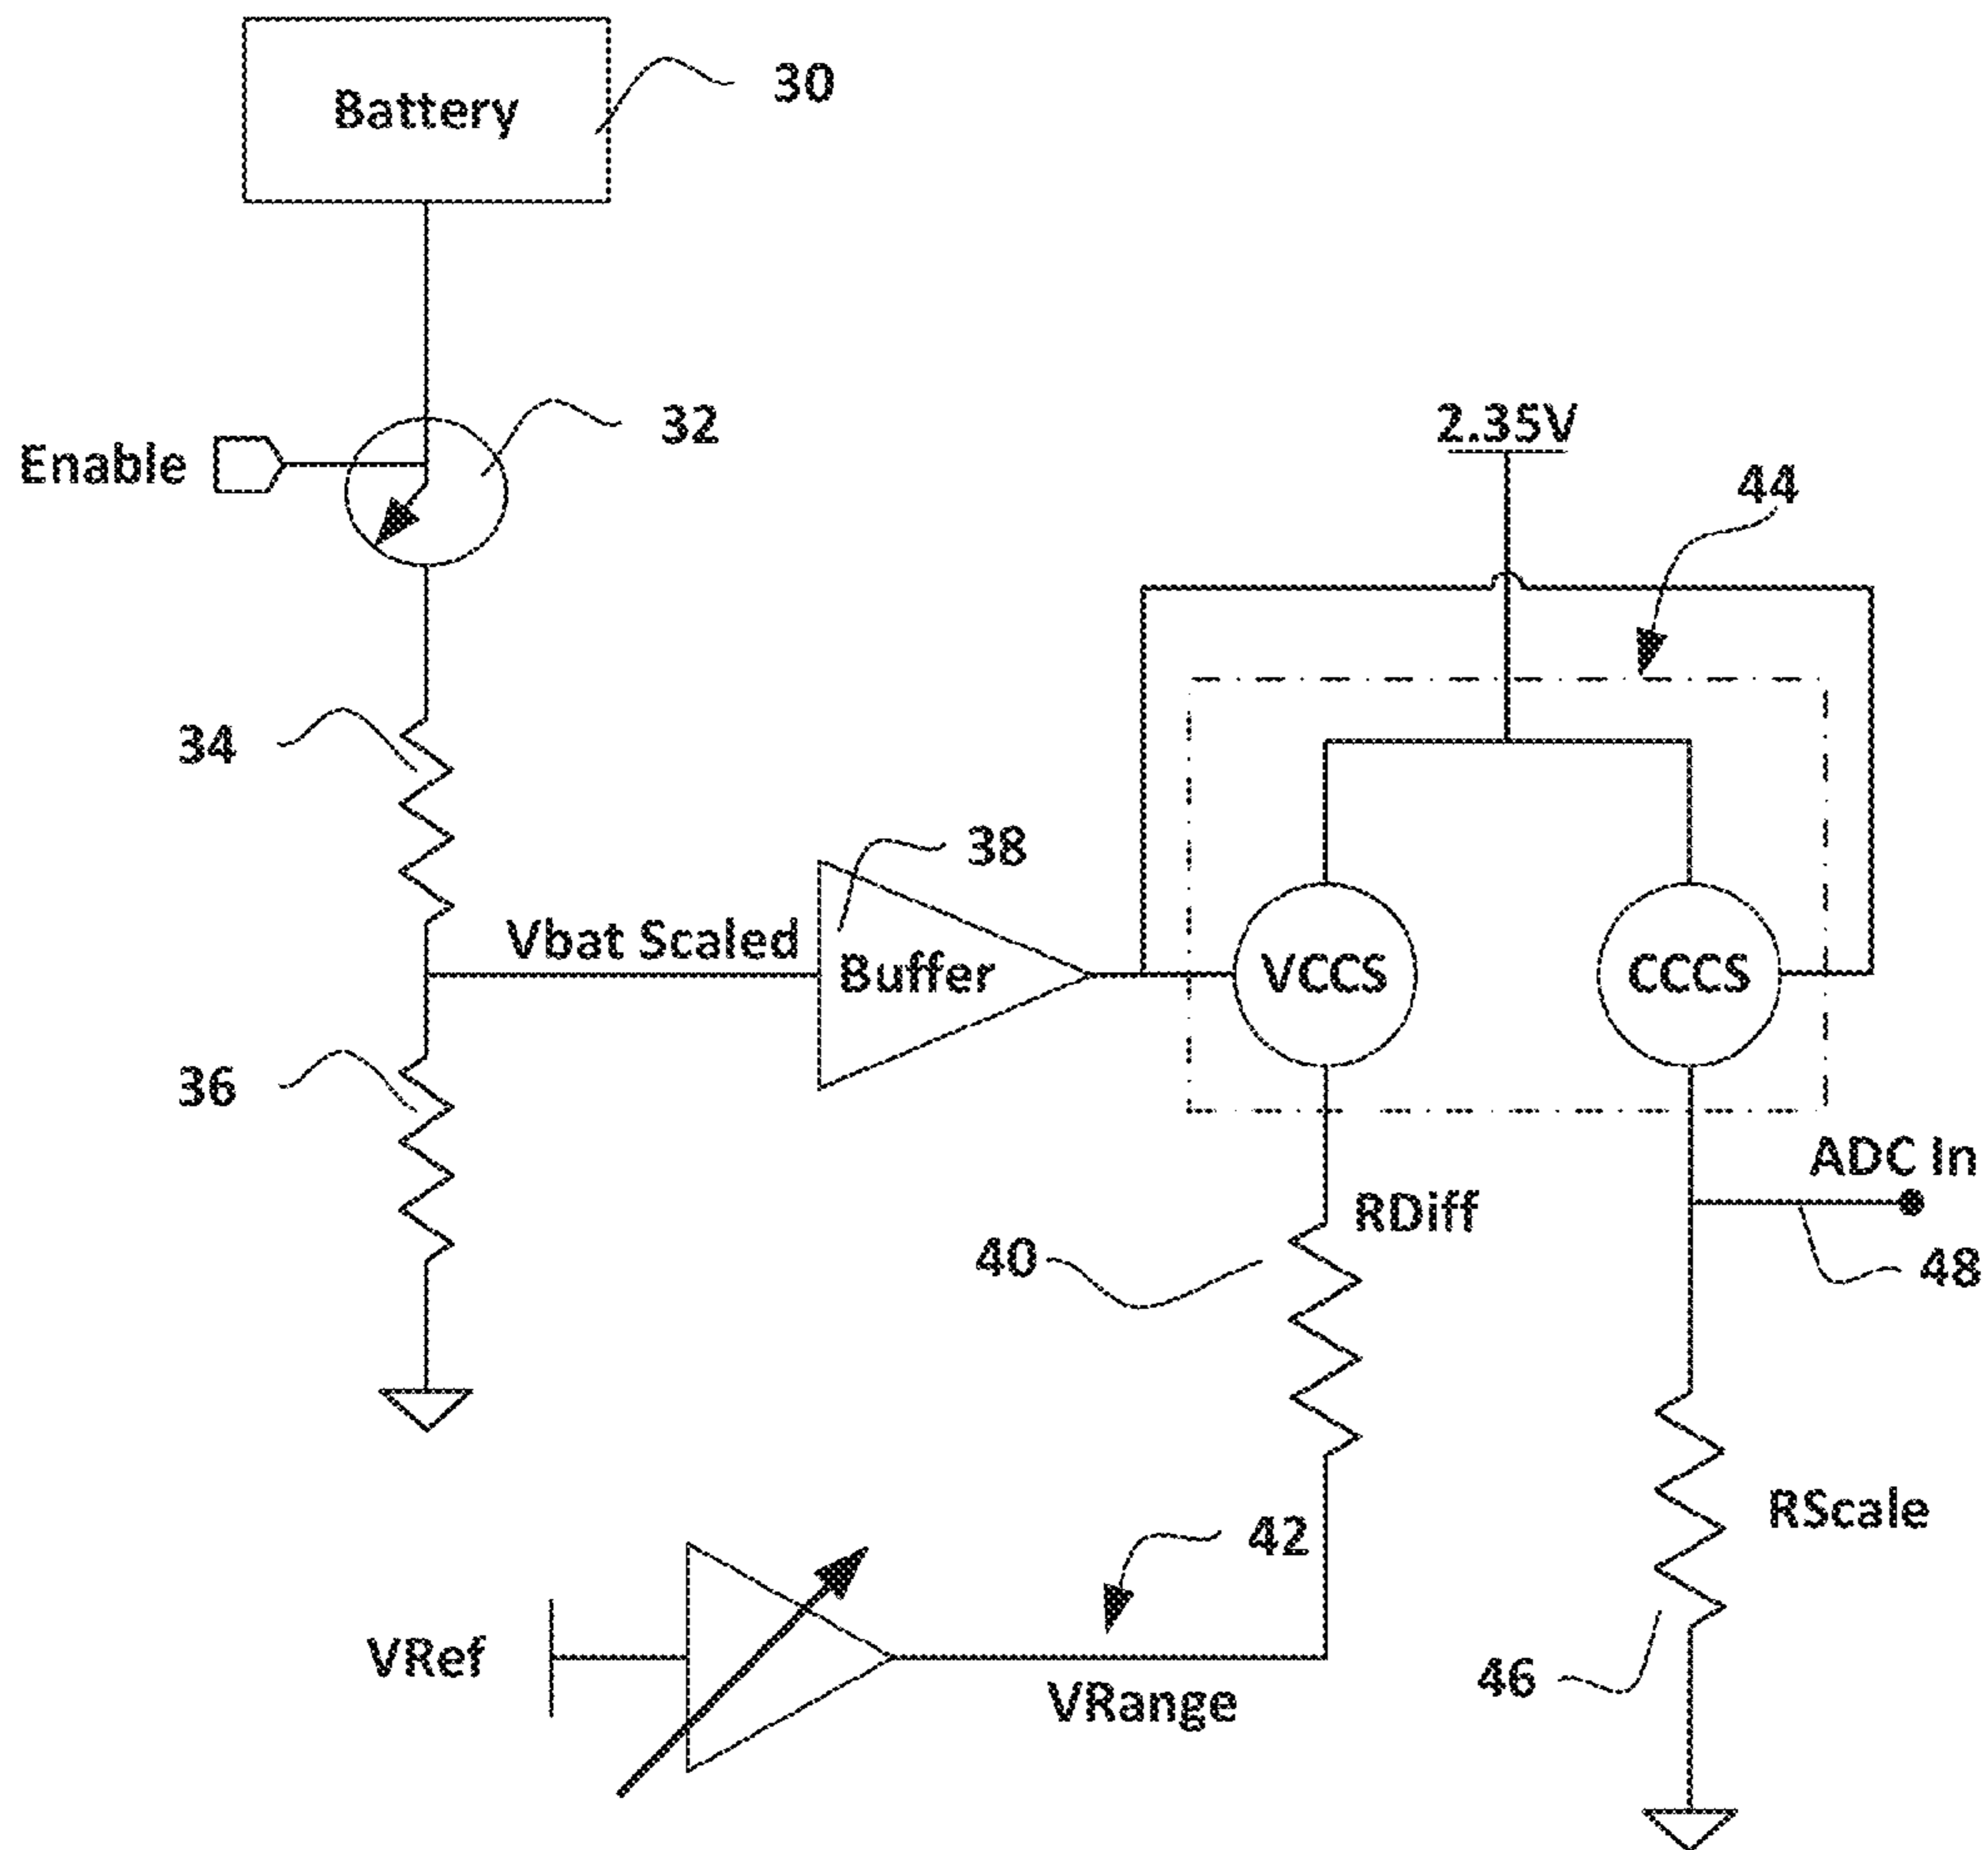 Battery
30
32
Enable
2.35V
44
34
38
Vbat Scaled
Buffer
VCCS
CCCS
36
ADC In
RDiff
40
48
RScale
42
VRef
VRange
46